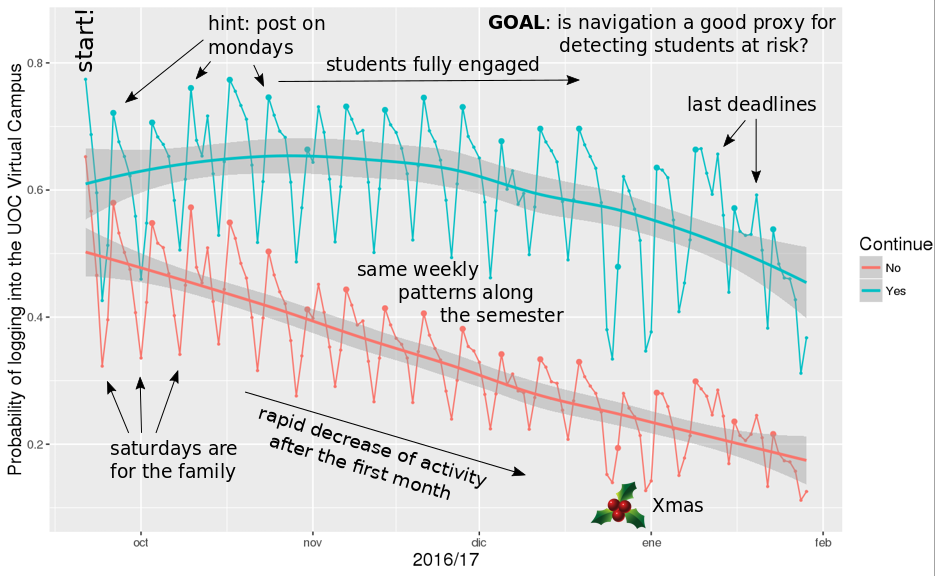 start!
hint: post on
mondays
GOAL: is navigation a good proxy for
detecting students at risk?
students fully engaged
last deadlines
Probability of logging into the UOC Virtual Campus
0.8
0.6
0.4
0.2
same weekly
patterns along
the semester
saturdays are
for the family
rapid decrease of activity
after the first month
Xmas
oct
nov
dic
ene
feb
2016/17
Continue
No
Yes